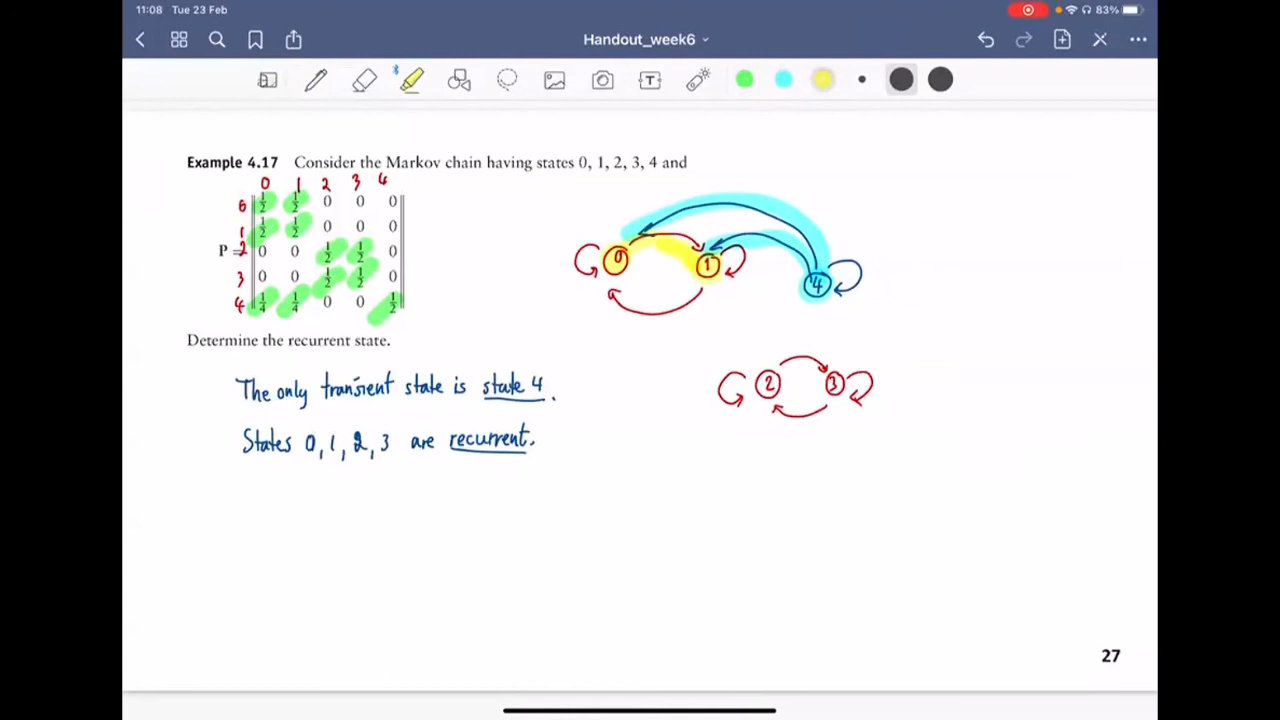 11:08 Tue 23 Feb 83%
Handout_week6
Example 4.17 Consider the Markov chain having states 0, 1, 2, 3, 4 and
0 1 2 3 4
0 1/2 1/2 0 0 0
1 1/2 1/2 0 0 0
P = 2 0 0 1/2 1/2 0
3 0 0 1/2 1/2 0
4 1/4 1/4 0 0 1/2
0 1 4
Determine the recurrent state.
2 3
The only transient state is state 4.
States 0, 1, 2, 3 are recurrent.
27